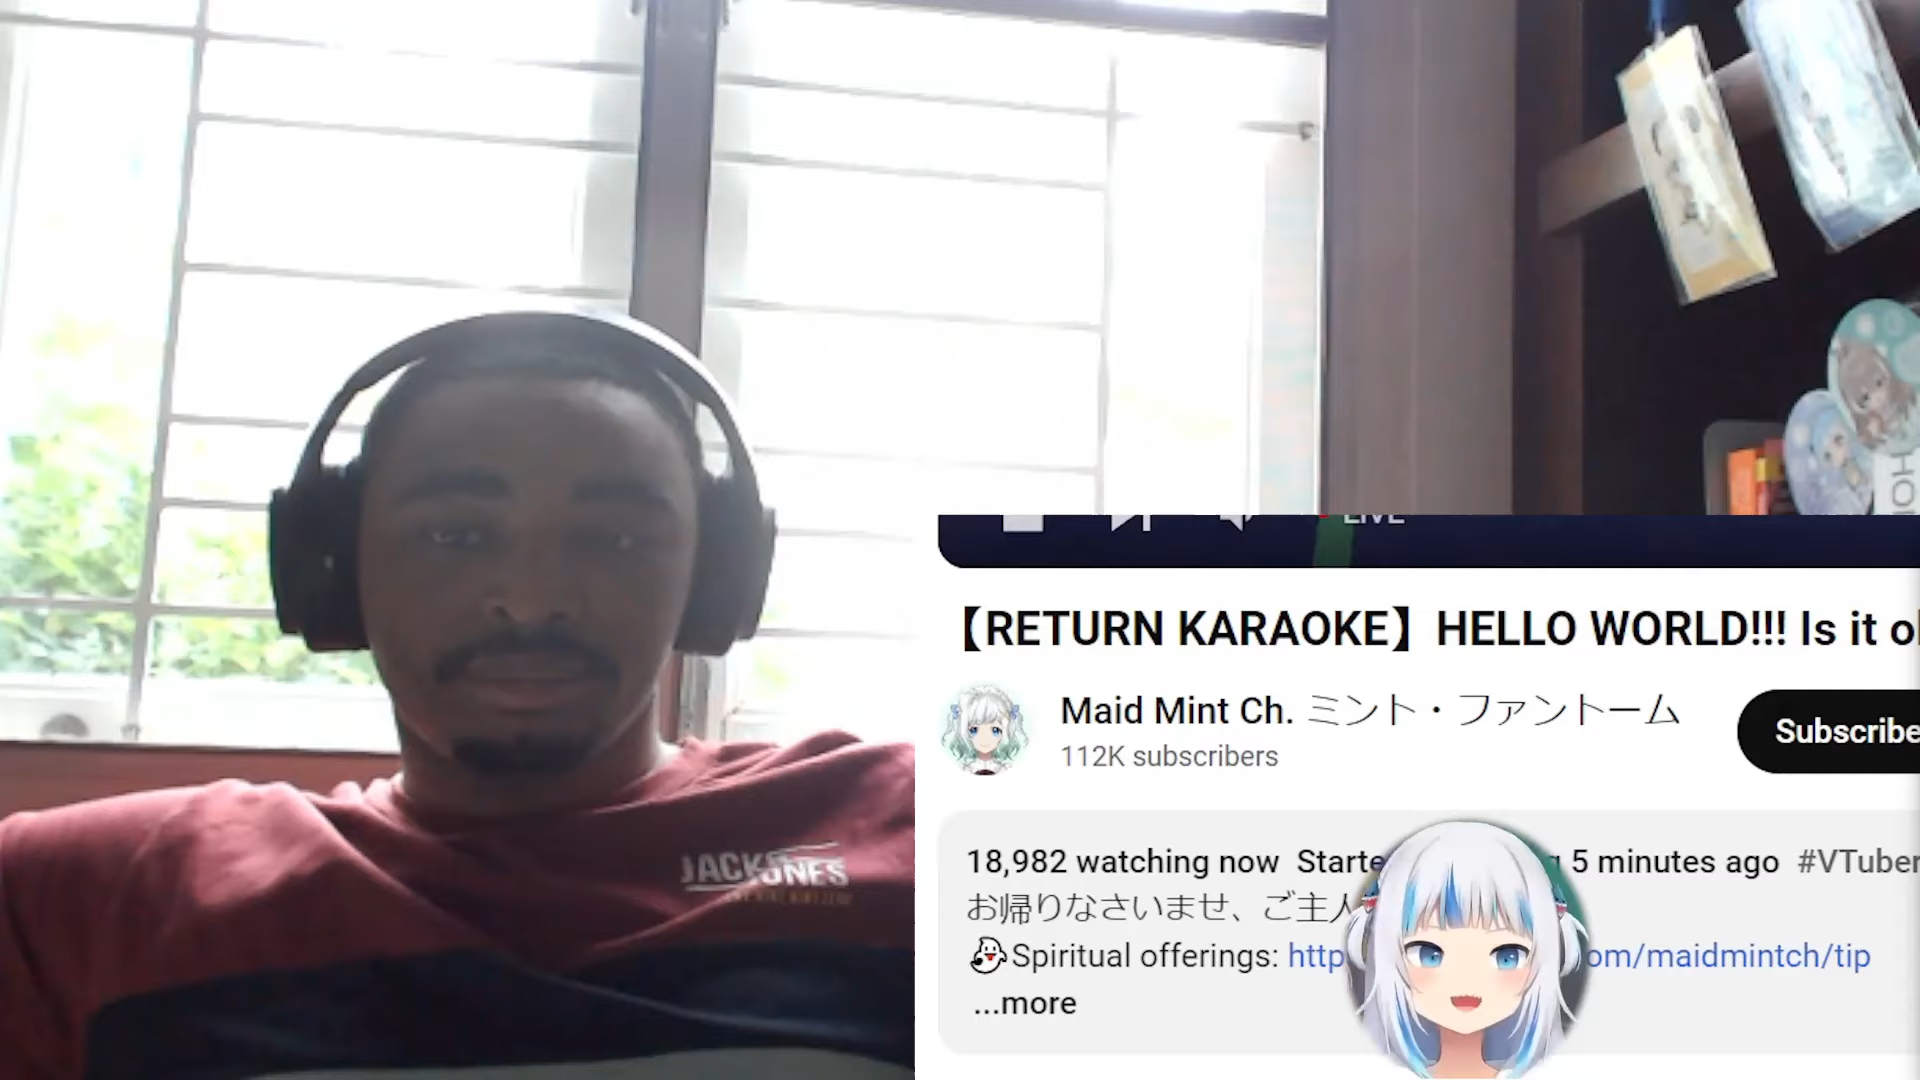 HOL
LIVE
【RETURN KARAOKE】HELLO WORLD!!! Is it
Maid Mint Ch. ミント・ファントーム
Subscribe
112K subscribers
JACK JONES
18,982 watching now Starte 5 minutes ago #VTuber
お帰りなさいませ、ご主人
Spiritual offerings: http om/maidmintch/tip
...more